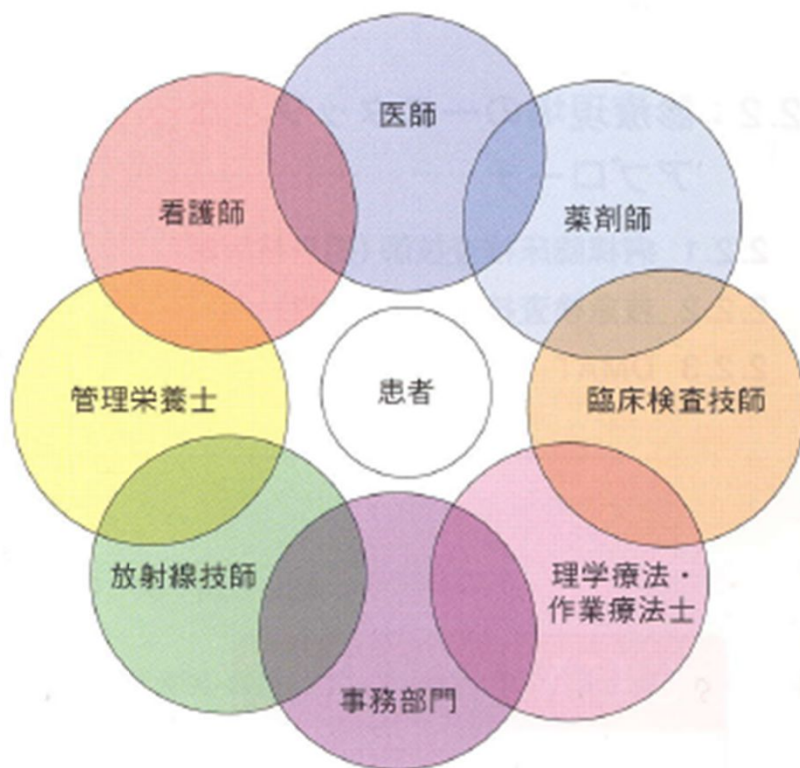 医師
薬剤師
臨床検査技師
理学療法・
作業療法士
事務部門
放射線技師
管理栄養士
看護師
患者